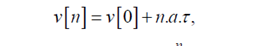 v[n] = v[0] + n.a.τ,
n